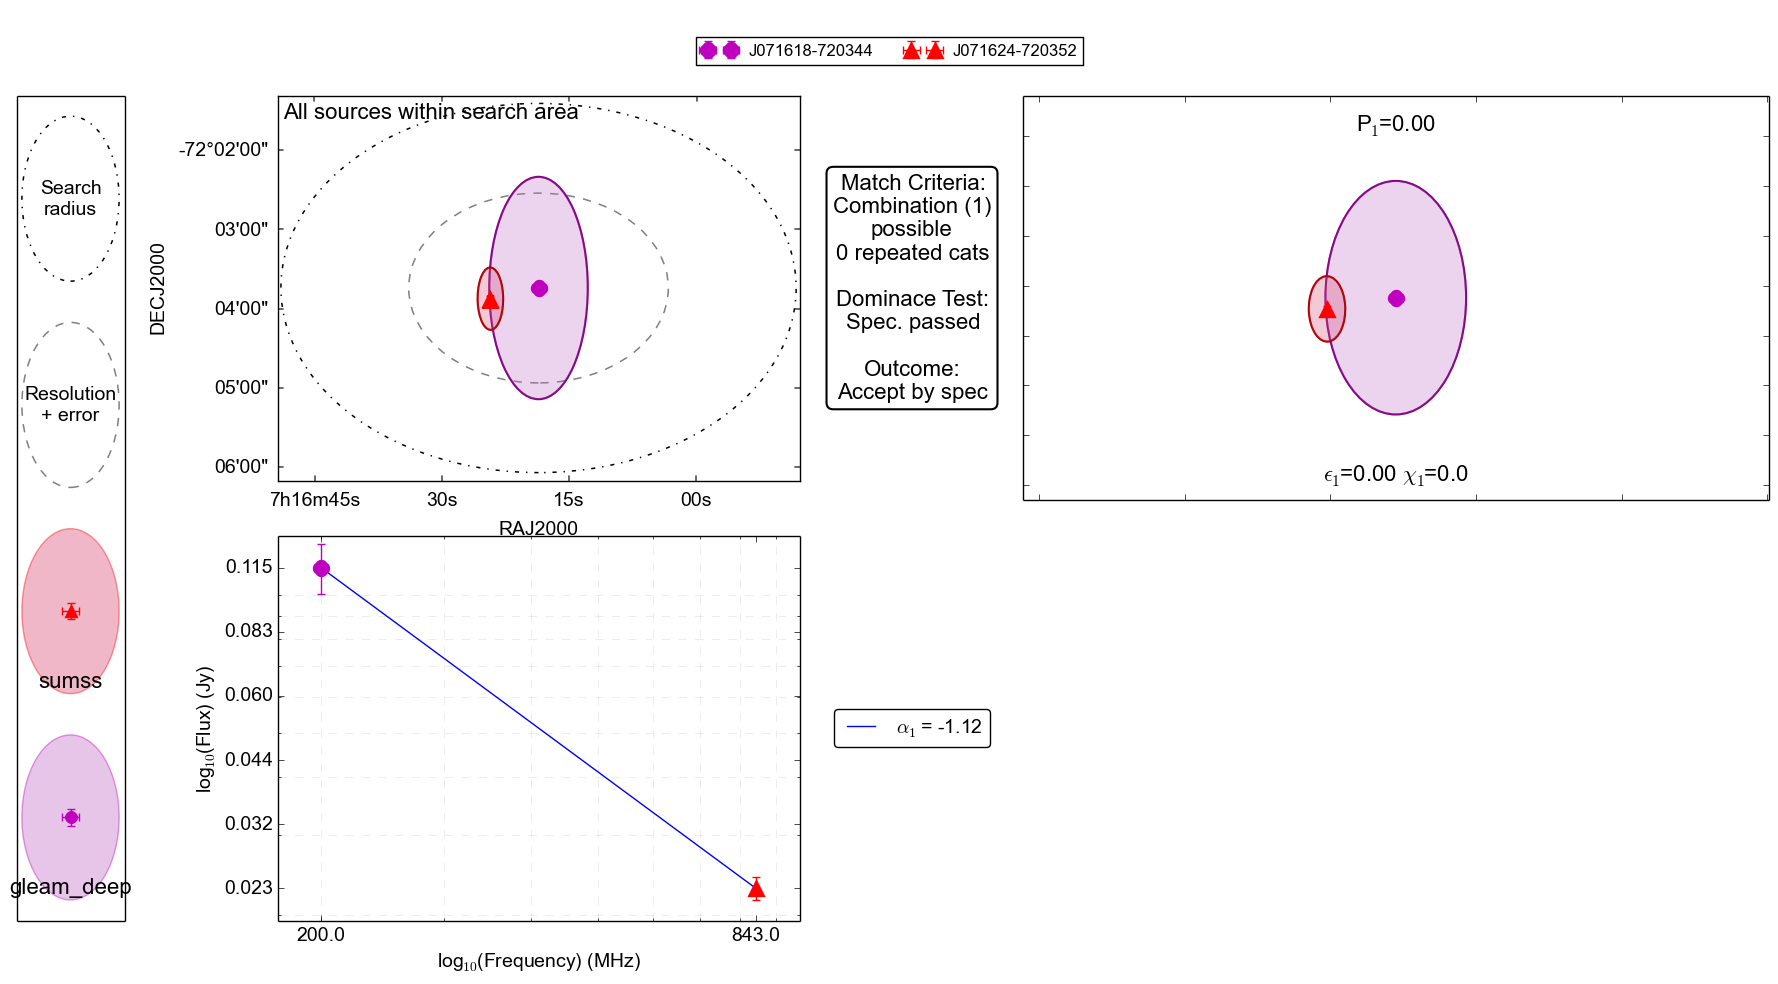 J071618-720344 J071624-720352
Search
radius
Resolution
+ error
sumss
gleam_deep
All sources within search area
DECJ2000
-72°02'00"
03'00"
04'00"
05'00"
06'00"
7h16m45s 30s 15s 00s
RAJ2000
Match Criteria:
Combination (1)
possible
0 repeated cats
Dominace Test:
Spec. passed
Outcome:
Accept by spec
P₁=0.00
ϵ₁=0.00 χ₁=0.0
log₁₀(Flux) (Jy)
0.115
0.083
0.060
0.044
0.032
0.023
200.0 843.0
log₁₀(Frequency) (MHz)
α₁ = -1.12